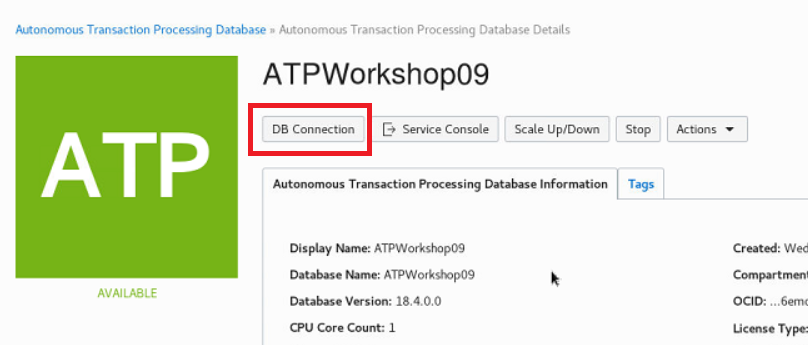 Autonomous Transaction Processing Database » Autonomous Transaction Processing Database Details
ATP
AVAILABLE
ATPWorkshop09
DB Connection Service Console Scale Up/Down Stop Actions
Autonomous Transaction Processing Database Information Tags
Display Name: ATPWorkshop09
Database Name: ATPWorkshop09
Database Version: 18.4.0.0
CPU Core Count: 1
Created: Wed
Compartment
OCID: ...6emo
License Type: